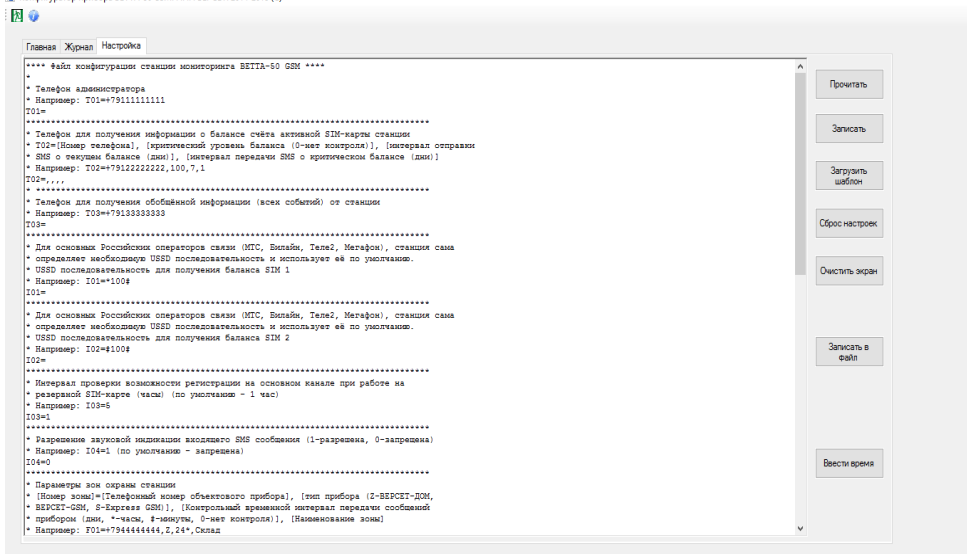 Главная Журнал Настройка
**** Файл конфигурации станции мониторинга ВЕТТА-50 GSM ****
*
* Телефон администратора
* Например: T01=+79111111111
T01=
*********************************************************************************
* Телефон для получения информации о балансе счёта активной SIM-карты станции
* T02=[Номер телефона], [критический уровень баланса (0-нет контроля)], [интервал отправки
* SMS о текущем балансе (дни)], [интервал передачи SMS о критическом балансе (дни)]
* Например: T02=+79122222222,100,7,1
T02=,,,,
* *******************************************************************************
* Телефон для получения обобщённой информации (всех событий) от станции
* Например: T03=+79133333333
T03=
*********************************************************************************
* Для основных Российских операторов связи (МТС, Билайн, Теле2, Мегафон), станция сама
* определяет необходимую USSD последовательность и использует её по умолчанию.
* USSD последовательность для получения баланса SIM 1
* Например: I01=*100#
I01=
*********************************************************************************
* Для основных Российских операторов связи (МТС, Билайн, Теле2, Мегафон), станция сама
* определяет необходимую USSD последовательность и использует её по умолчанию.
* USSD последовательность для получения баланса SIM 2
* Например: I02=#100#
I02=
*********************************************************************************
* Интервал проверки возможности регистрации на основном канале при работе на
* резервной SIM-карте (часы) (по умолчанию - 1 час)
* Например: I03=5
I03=1
*********************************************************************************
* Разрешение звуковой индикации входящего SMS сообщения (1-разрешена, 0-запрещена)
* Например: I04=1 (по умолчанию - запрещена)
I04=0
*********************************************************************************
* Параметры зон охраны станции
* [Номер зоны]=[Телефонный номер объектового прибора], [тип прибора (Z-ВЕРСЕТ-ДОМ,
* ВЕРСЕТ-GSM, S-Express GSM)], [Контрольный временной интервал передачи сообщений
* прибором (дни, *-часы, #-минуты, 0-нет контроля)], [Наименование зоны]
* Например: F01=+7944444444,Z,24*,Склад
Прочитать
Записать
Загрузить
шаблон
Сброс настроек
Очистить экран
Записать в
файл
Ввести время